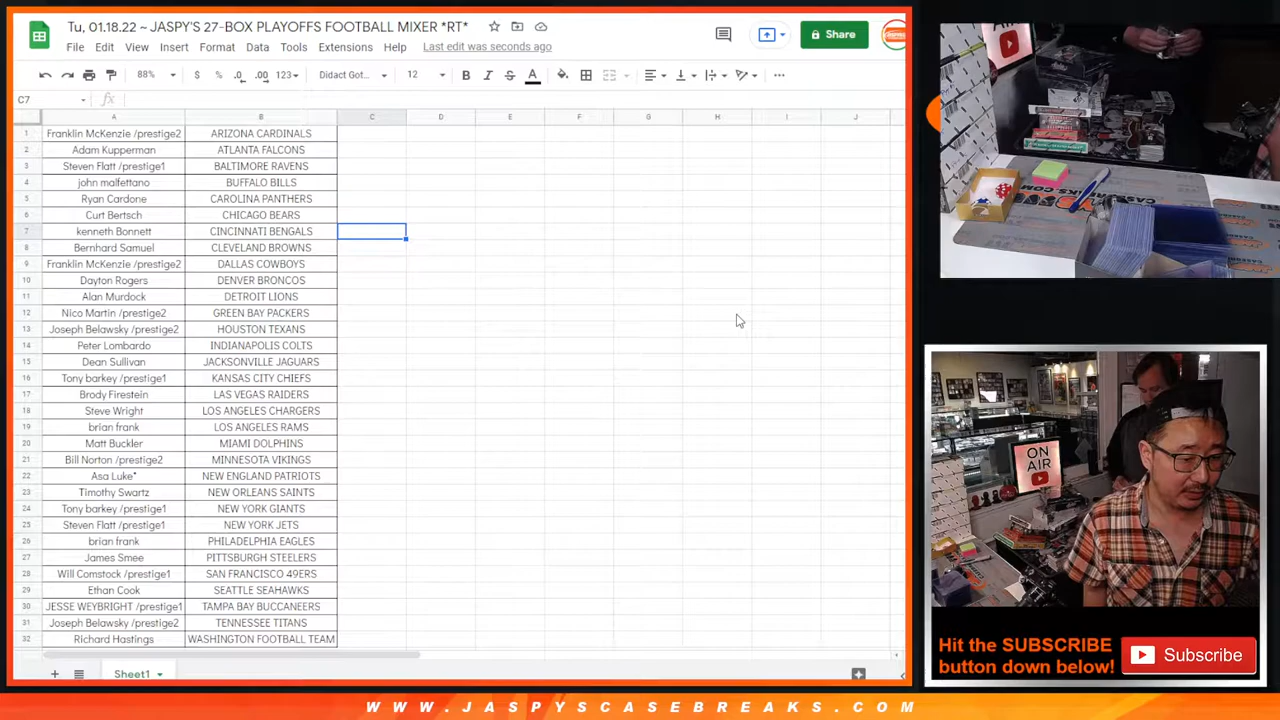 Tu, 01.18.22 ~ JASPY'S 27-BOX PLAYOFFS FOOTBALL MIXER *RT*
File Edit View Insert Format Data Tools Extensions Help Last edit was seconds ago
Share
88% $ % .0 .00 123 Didact Got... 12 B I S A
C7 fx
A B C D E F G H I J
1 Franklin McKenzie /prestige2 ARIZONA CARDINALS
2 Adam Kupperman ATLANTA FALCONS
3 Steven Flatt /prestige1 BALTIMORE RAVENS
4 john malfettano BUFFALO BILLS
5 Ryan Cardone CAROLINA PANTHERS
6 Curt Bertsch CHICAGO BEARS
7 kenneth Bonnett CINCINNATI BENGALS
8 Bernhard Samuel CLEVELAND BROWNS
9 Franklin McKenzie /prestige2 DALLAS COWBOYS
10 Dayton Rogers DENVER BRONCOS
11 Alan Murdock DETROIT LIONS
12 Nico Martin /prestige2 GREEN BAY PACKERS
13 Joseph Belawsky /prestige2 HOUSTON TEXANS
14 Peter Lombardo INDIANAPOLIS COLTS
15 Dean Sullivan JACKSONVILLE JAGUARS
16 Tony barkey /prestige1 KANSAS CITY CHIEFS
17 Brody Firestein LAS VEGAS RAIDERS
18 Steve Wright LOS ANGELES CHARGERS
19 brian frank LOS ANGELES RAMS
20 Matt Buckler MIAMI DOLPHINS
21 Bill Norton /prestige2 MINNESOTA VIKINGS
22 Asa Luke* NEW ENGLAND PATRIOTS
23 Timothy Swartz NEW ORLEANS SAINTS
24 Tony barkey /prestige1 NEW YORK GIANTS
25 Steven Flatt /prestige1 NEW YORK JETS
26 brian frank PHILADELPHIA EAGLES
27 James Smee PITTSBURGH STEELERS
28 Will Comstock /prestige1 SAN FRANCISCO 49ERS
29 Ethan Cook SEATTLE SEAHAWKS
30 JESSE WEYBRIGHT /prestige1 TAMPA BAY BUCCANEERS
31 Joseph Belawsky /prestige2 TENNESSEE TITANS
32 Richard Hastings WASHINGTON FOOTBALL TEAM
Sheet1
ON
AIR
Hit the SUBSCRIBE
button down below!
Subscribe
WWW.JASPYSCASEBREAKS.COM